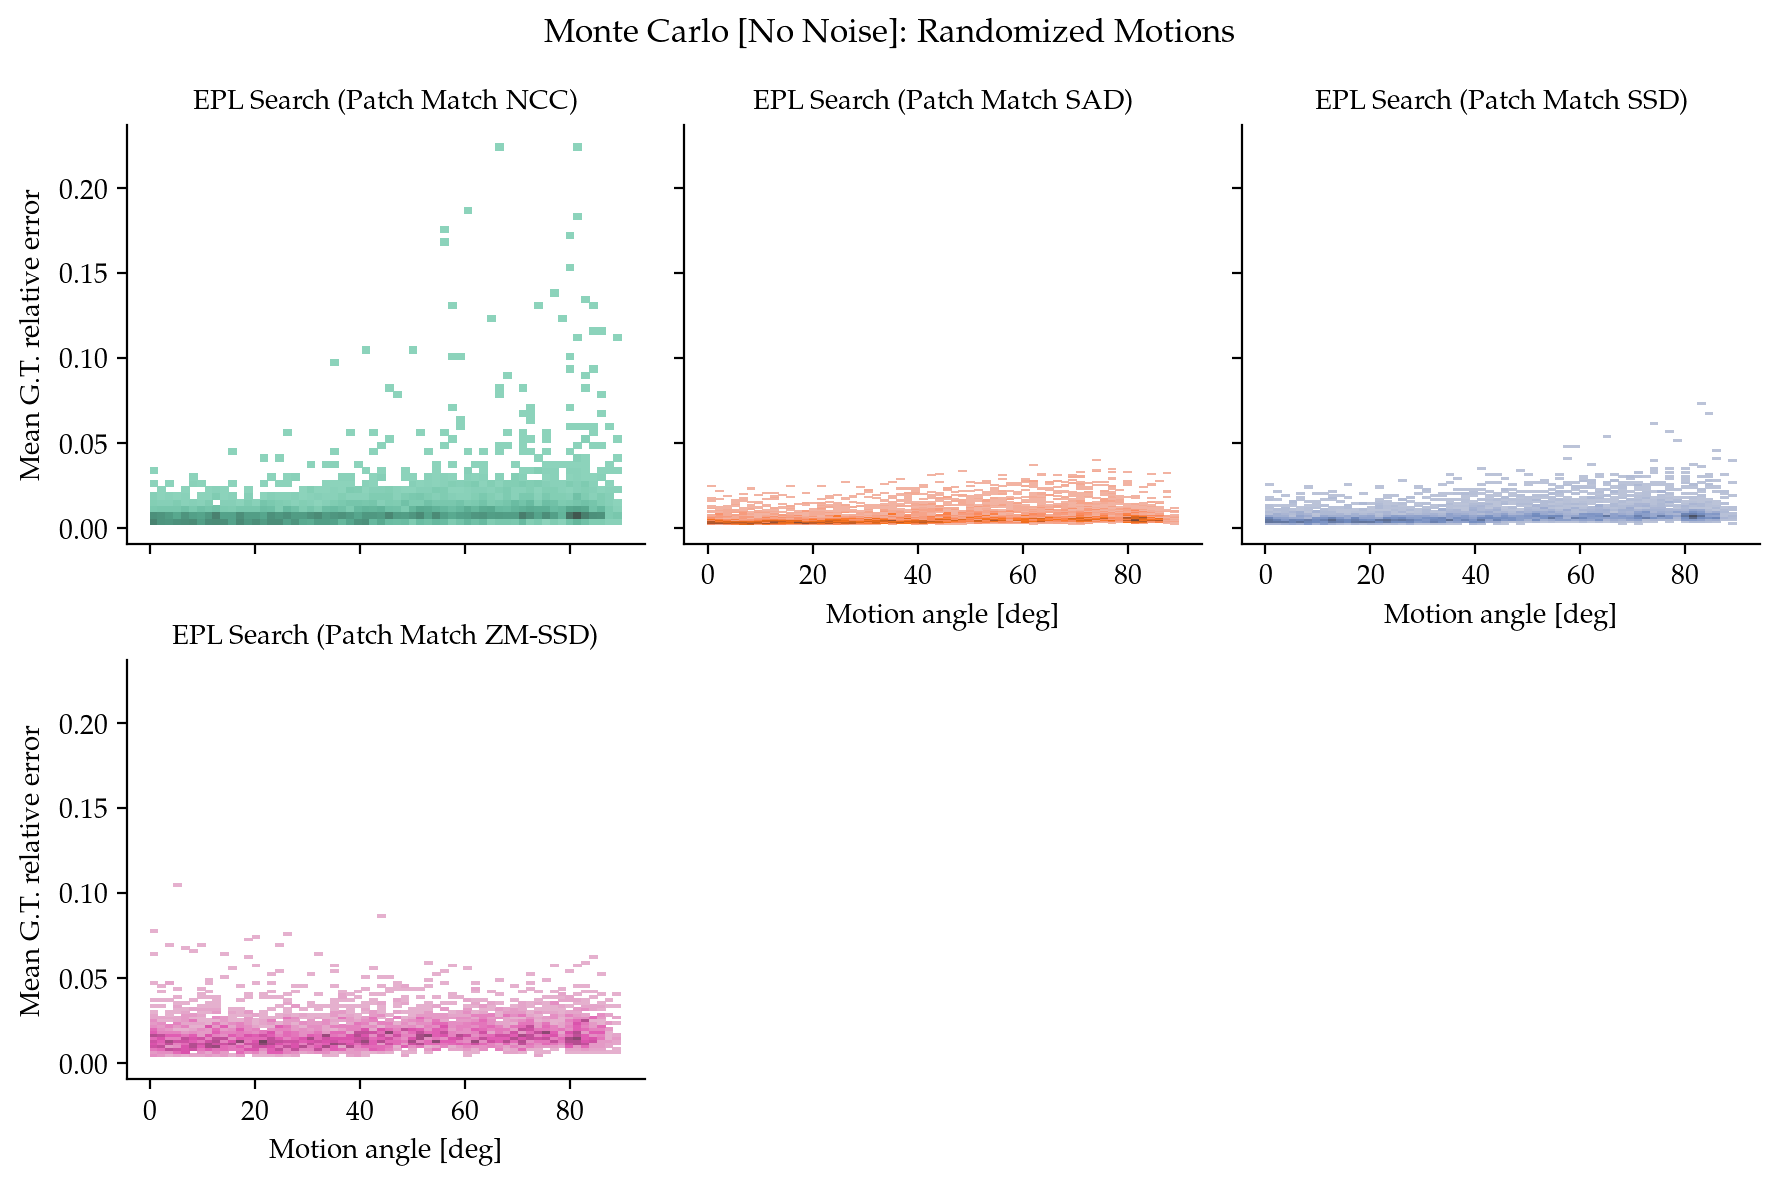 Monte Carlo [No Noise]: Randomized Motions
EPL Search (Patch Match NCC)
Mean G.T. relative error
0.20
0.15
0.10
0.05
0.00
EPL Search (Patch Match SAD)
0 20 40 60 80
Motion angle [deg]
EPL Search (Patch Match SSD)
0 20 40 60 80
Motion angle [deg]
EPL Search (Patch Match ZM-SSD)
Mean G.T. relative error
0.20
0.15
0.10
0.05
0.00
0 20 40 60 80
Motion angle [deg]